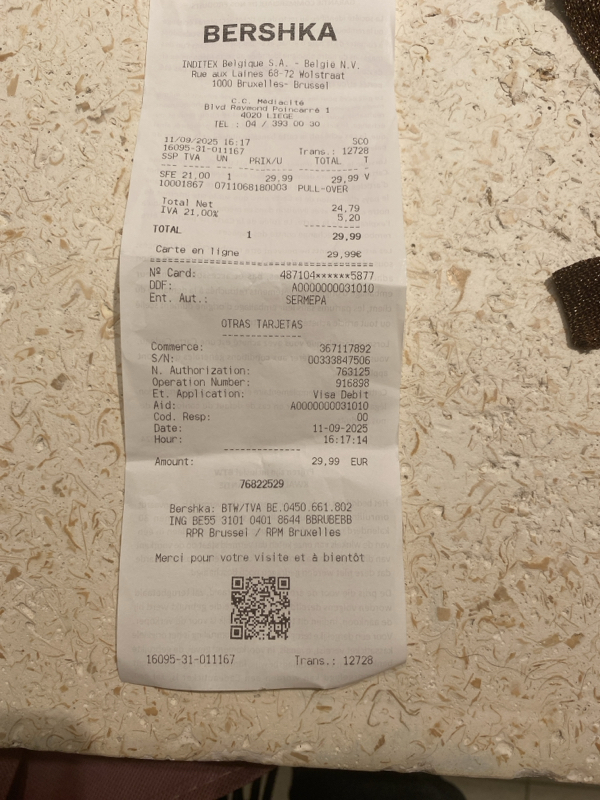 BERSHKA
INDITEX Belgique S.A. - Belgie N.V.
Rue aux Laines 68-72 Wolstraat
1000 Bruxelles- Brussel
C.C. Mediacité
Blvd Raymond Poincarré 1
4020 LIEGE
TEL : 04 / 393 00 30
11/09/2025 16:17 SCO
16095-31-011167 Trans.: 12728
SSP TVA UN PRIX/U TOTAL T
SFE 21,00 1 29,99 29,99 V
10001867 0711068180003 PULL-OVER
Total Net 24,79
IVA 21.00% 5,20
TOTAL 1 29,99
Carte en ligne 29,99€
Nº Card: 487104******5877
DDF: A0000000031010
Ent. Aut.: SERMEPA
OTRAS TARJETAS
Commerce: 367117892
S/N: 00333847506
N. Authorization: 763125
Operation Number: 916898
Et. Application: Visa Debit
Aid: A0000000031010
Cod. Resp: 00
Date: 11-09-2025
Hour: 16:17:14
Amount: 29,99 EUR
76822529
Bershka: BTW/TVA BE.0450.661.802
ING BE55 3101 0401 8644 BBRUBEBB
RPR Brussel / RPM Bruxelles
Merci pour votre visite et à bientôt
16095-31-011167 Trans.: 12728